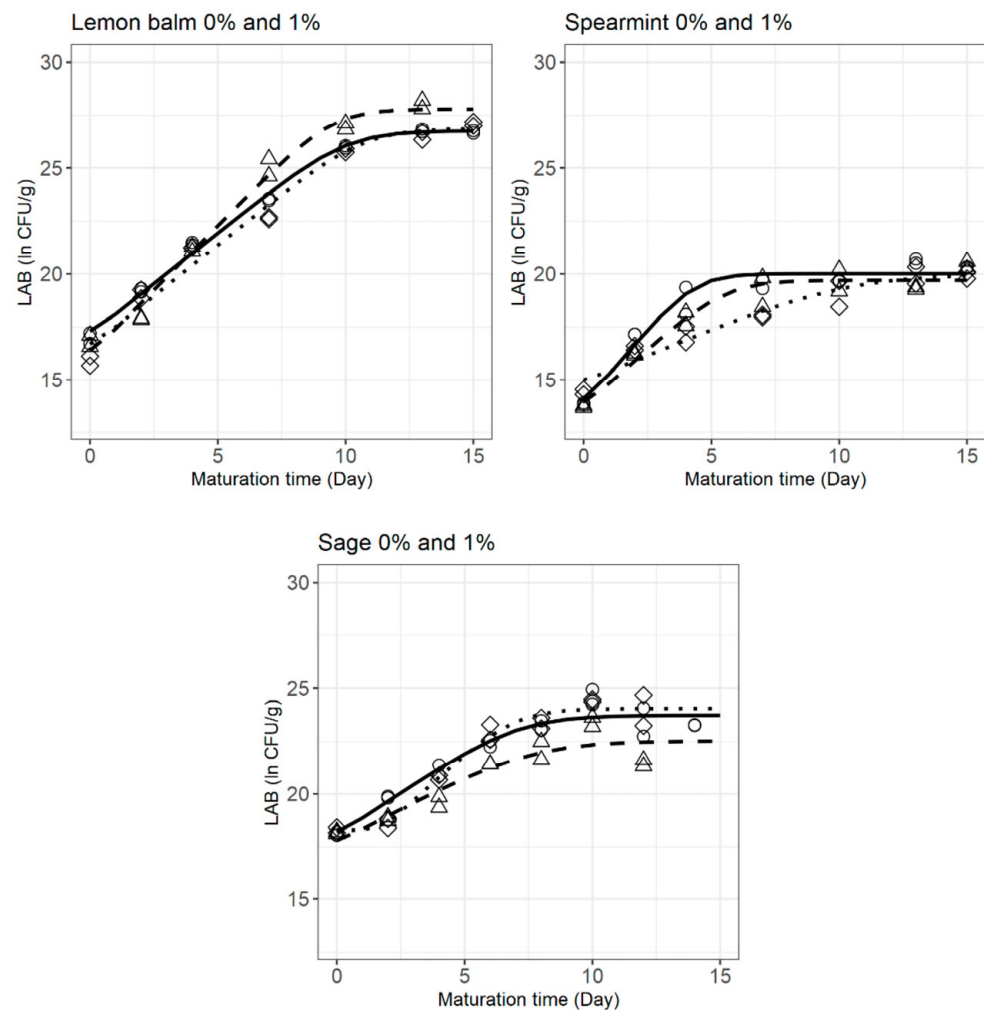 Lemon balm 0% and 1%
30
25
20
15
LAB (ln CFU/g)
0 5 10 15
Maturation time (Day)
Spearmint 0% and 1%
30
25
20
15
LAB (ln CFU/g)
0 5 10 15
Maturation time (Day)
Sage 0% and 1%
30
25
20
15
LAB (ln CFU/g)
0 5 10 15
Maturation time (Day)